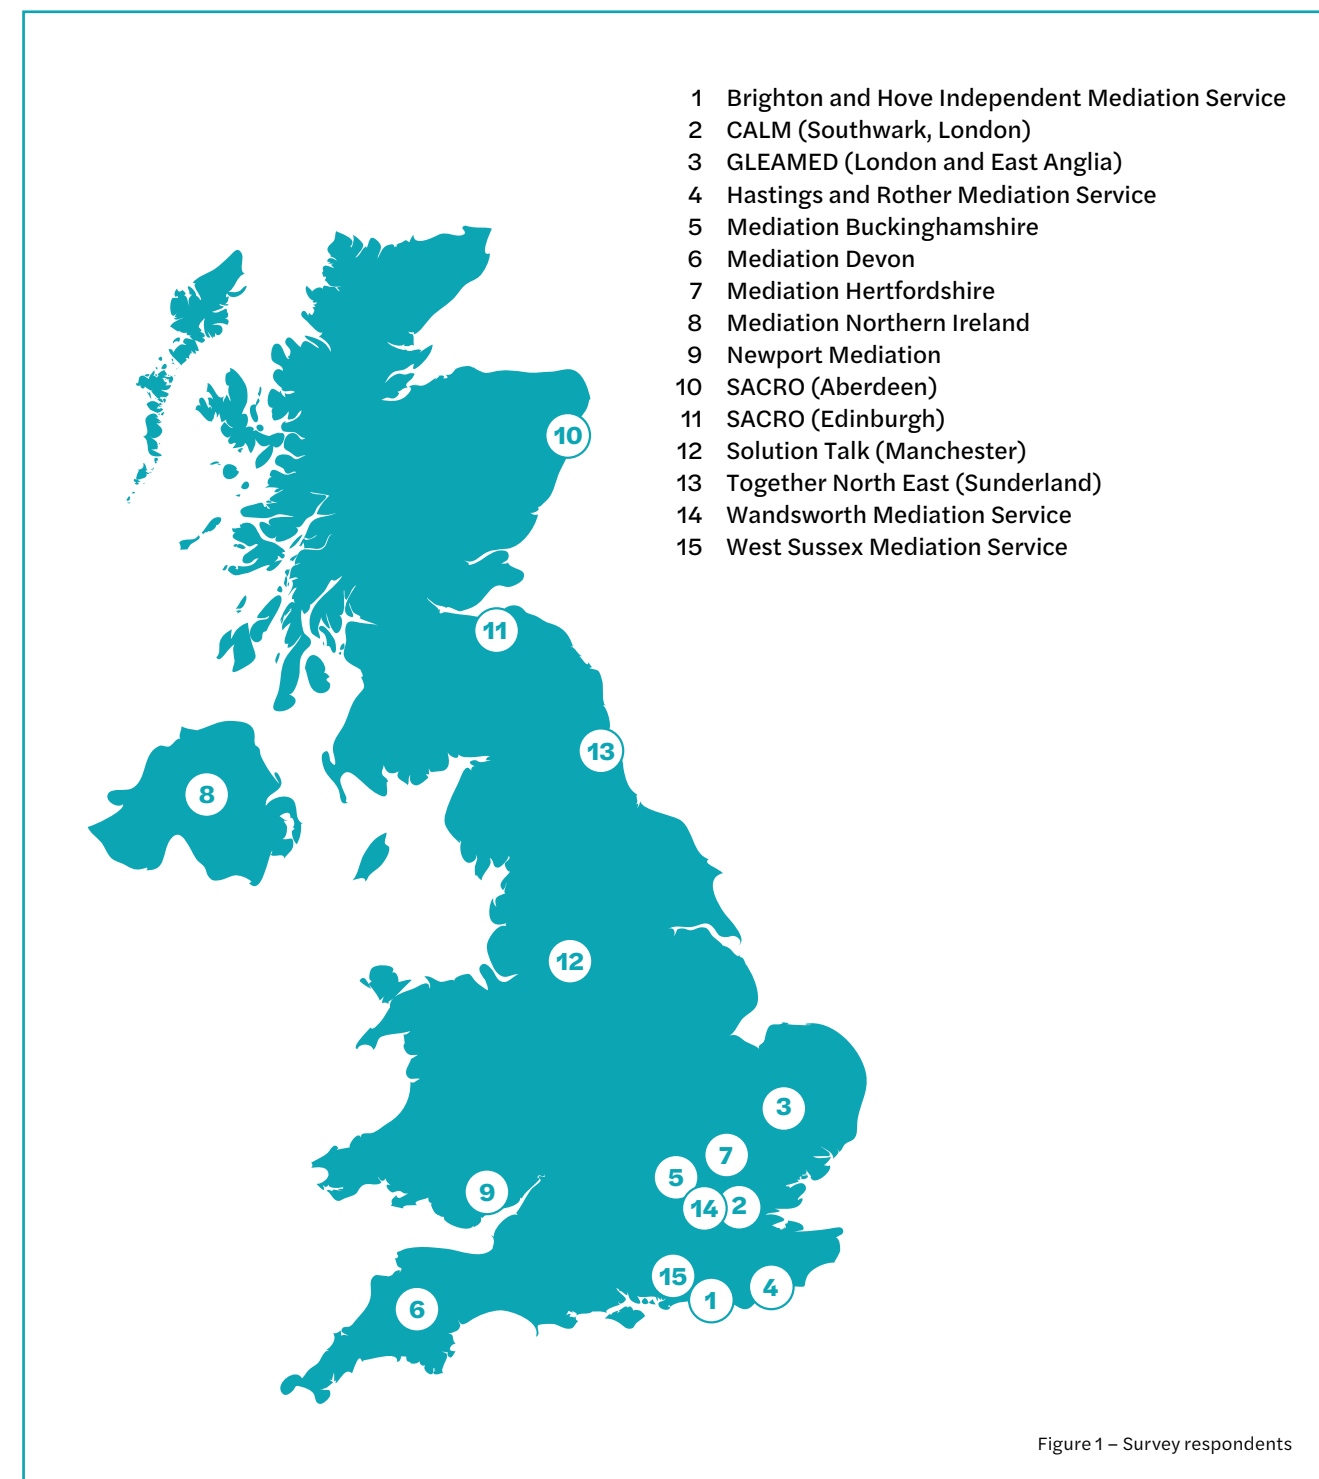 1 Brighton and Hove Independent Mediation Service
2 CALM (Southwark, London)
3 GLEAMED (London and East Anglia)
4 Hastings and Rother Mediation Service
5 Mediation Buckinghamshire
6 Mediation Devon
7 Mediation Hertfordshire
8 Mediation Northern Ireland
9 Newport Mediation
10 SACRO (Aberdeen)
11 SACRO (Edinburgh)
12 Solution Talk (Manchester)
13 Together North East (Sunderland)
14 Wandsworth Mediation Service
15 West Sussex Mediation Service
10
11
13
8
12
3
7
5
9
14 2
15
4
1
6
Figure 1 – Survey respondents